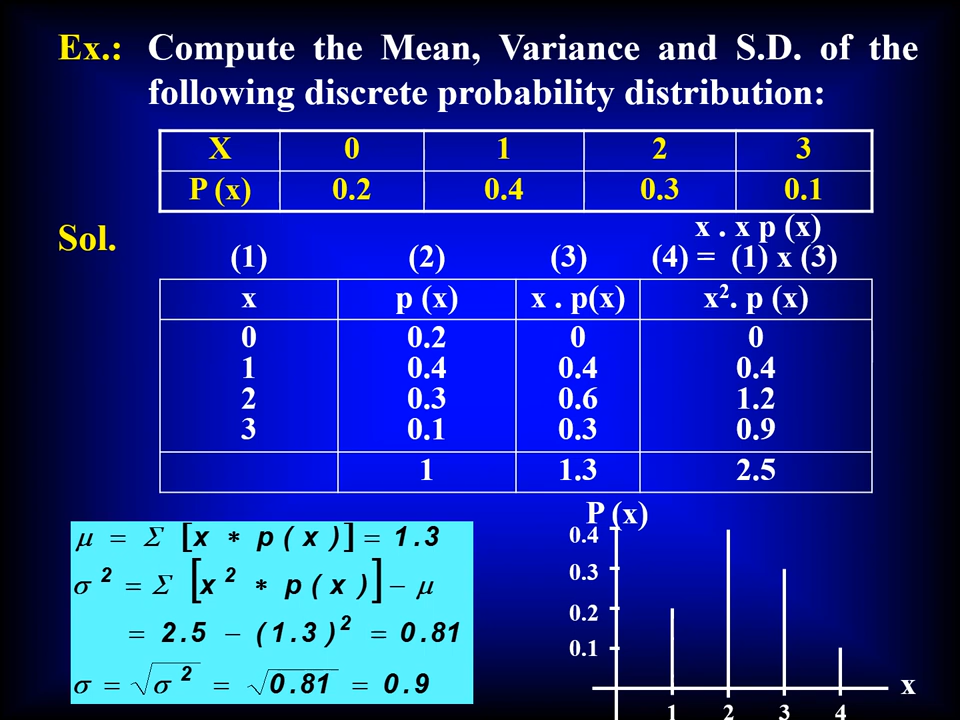 Ex.: Compute the Mean, Variance and S.D. of the
following discrete probability distribution:
X 0 1 2 3
P (x) 0.2 0.4 0.3 0.1
Sol.
x . x p (x)
(1) (2) (3) (4) = (1) x (3)
x p (x) x . p(x) x². p (x)
0 0.2 0 0
1 0.4 0.4 0.4
2 0.3 0.6 1.2
3 0.1 0.3 0.9
1 1.3 2.5
μ = Σ [x ∗ p ( x )] = 1.3
σ² = Σ [x² ∗ p ( x )] − μ
= 2.5 − (1.3)² = 0.81
σ = √σ² = √0.81 = 0.9
P (x)
0.4
0.3
0.2
0.1
x
1 2 3 4